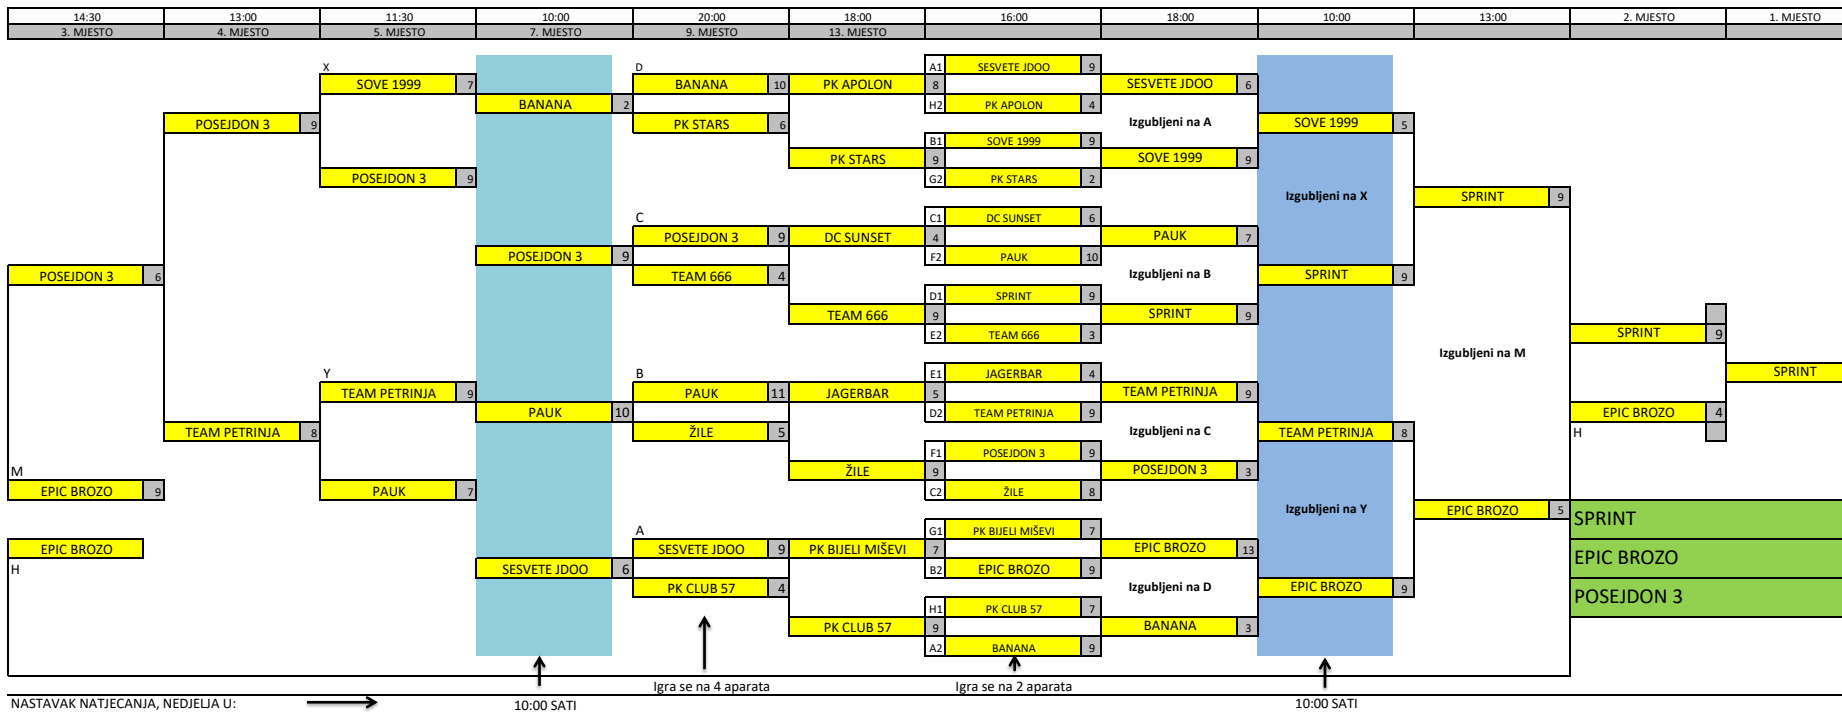 14:30 13:00 11:30 10:00 20:00 18:00 16:00 18:00 10:00 13:00 2. MJESTO 1. MJESTO
3. MJESTO 4. MJESTO 5. MJESTO 7. MJESTO 9. MJESTO 13. MJESTO
X D A1 SESVETE JDOO 9
SOVE 1999 7 BANANA 10 PK APOLON 8 SESVETE JDOO 6
BANANA 2 H2 PK APOLON 4
POSEJDON 3 9 PK STARS 6 Izgubljeni na A SOVE 1999 5
B1 SOVE 1999 9
PK STARS 9 SOVE 1999 9
POSEJDON 3 9 G2 PK STARS 2
Izgubljeni na X SPRINT 9
C C1 DC SUNSET 6
POSEJDON 3 9 DC SUNSET 4 PAUK 7
POSEJDON 3 9 F2 PAUK 10
POSEJDON 3 6 TEAM 666 4 Izgubljeni na B SPRINT 9
D1 SPRINT 9
TEAM 666 9 SPRINT 9
E2 TEAM 666 3 SPRINT 9
Izgubljeni na M
Y B E1 JAGERBAR 4 SPRINT
TEAM PETRINJA 9 PAUK 11 JAGERBAR 5 TEAM PETRINJA 9
PAUK 10 D2 TEAM PETRINJA 9 EPIC BROZO 4
TEAM PETRINJA 8 ŽILE 5 Izgubljeni na C TEAM PETRINJA 8 H
F1 POSEJDON 3 9
M ŽILE 9 POSEJDON 3 3
EPIC BROZO 9 PAUK 7 C2 ŽILE 8
Izgubljeni na Y EPIC BROZO 5
SPRINT
A G1 PK BIJELI MIŠEVI 7
EPIC BROZO SESVETE JDOO 9 PK BIJELI MIŠEVI 7 EPIC BROZO 13
EPIC BROZO
H SESVETE JDOO 6 B2 EPIC BROZO 9
PK CLUB 57 4 Izgubljeni na D EPIC BROZO 9
POSEJDON 3
H1 PK CLUB 57 7
PK CLUB 57 9 BANANA 3
A2 BANANA 9
Igra se na 4 aparata Igra se na 2 aparata
NASTAVAK NATJECANJA, NEDJELJA U: 10:00 SATI 10:00 SATI